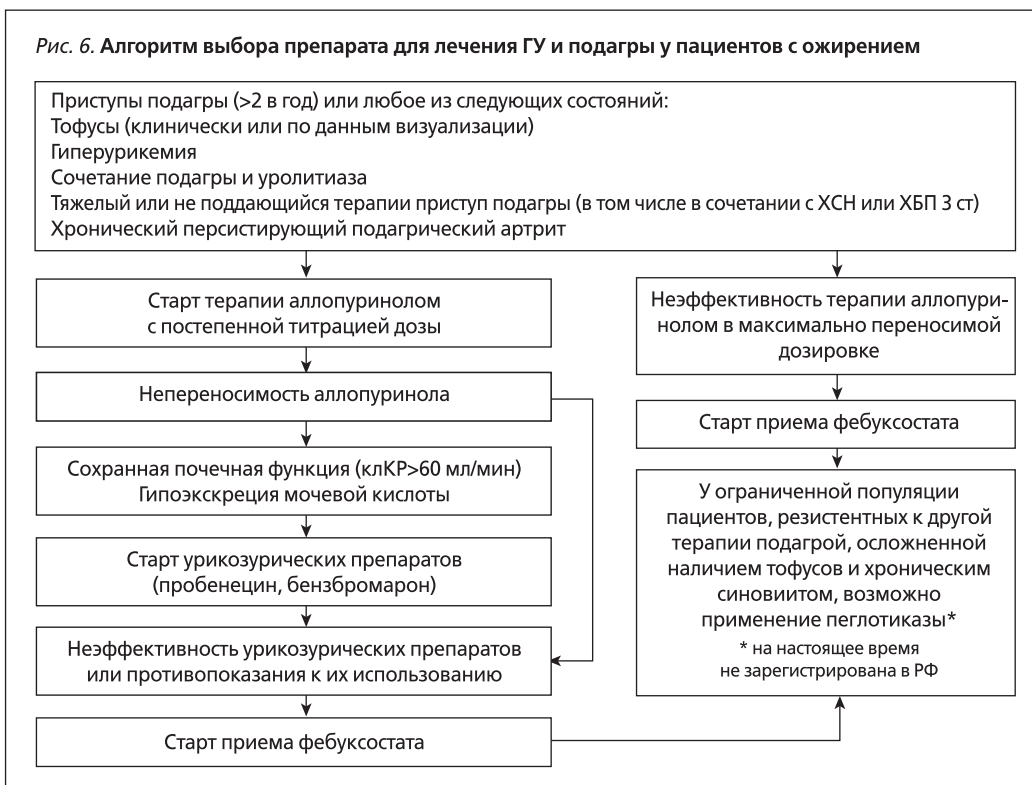 Рис. 6. Алгоритм выбора препарата для лечения ГУ и подагры у пациентов с ожирением
Приступы подагры (>2 в год) или любое из следующих состояний:
Тофусы (клинически или по данным визуализации)
Гиперурикемия
Сочетание подагры и уролитиаза
Тяжелый или не поддающийся терапии приступ подагры (в том числе в сочетании с ХСН или ХБП 3 ст)
Хронический персистирующий подагрический артрит
Старт терапии аллопуринолом
с постепенной титрацией дозы
Непереносимость аллопуринола
Сохранная почечная функция (клКР>60 мл/мин)
Гипоэкскреция мочевой кислоты
Старт урикозурических препаратов
(пробенецин, бензбромарон)
Неэффективность урикозурических препаратов
или противопоказания к их использованию
Старт приема фебуксостата
Неэффективность терапии аллопури-
нолом в максимально переносимой
дозировке
Старт приема фебуксостата
У ограниченной популяции
пациентов, резистентных к другой
терапии подагрой, осложненной
наличием тофусов и хроническим
синовиитом, возможно
применение пеглотиказы*
* на настоящее время
не зарегистрирована в РФ